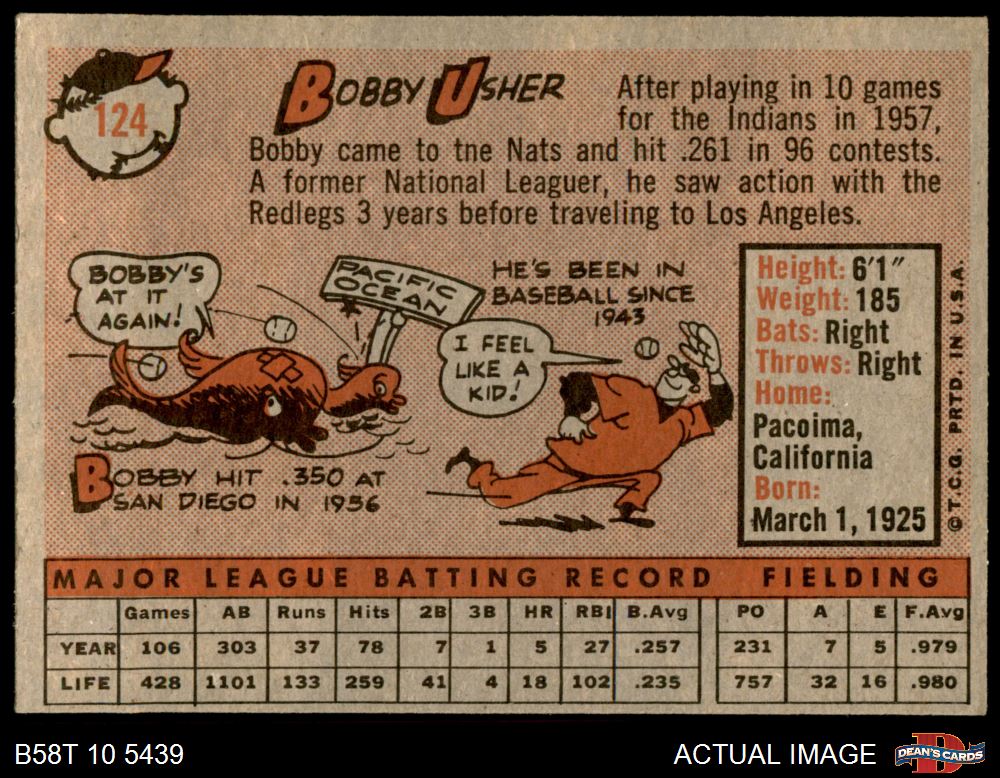 124
BOBBY USHER
After playing in 10 games
for the Indians in 1957,
Bobby came to tne Nats and hit .261 in 96 contests.
A former National Leaguer, he saw action with the
Redlegs 3 years before traveling to Los Angeles.
BOBBY'S
AT IT
AGAIN!
PACIFIC
OCEAN
BOBBY HIT .350 AT
SAN DIEGO IN 1956
HE'S BEEN IN
BASEBALL SINCE
1943
I FEEL
LIKE A
KID!
Height: 6'1"
Weight: 185
Bats: Right
Throws: Right
Home:
Pacoima,
California
Born:
March 1, 1925
© T.C.G. PRTD. IN U.S.A.
MAJOR LEAGUE BATTING RECORD FIELDING
Games AB Runs Hits 2B 3B HR RBI B.Avg PO A E F.Avg
YEAR 106 303 37 78 7 1 5 27 .257 231 7 5 .979
LIFE 428 1101 133 259 41 4 18 102 .235 757 32 16 .980
B58T 10 5439 ACTUAL IMAGE DEAN'S CARDS